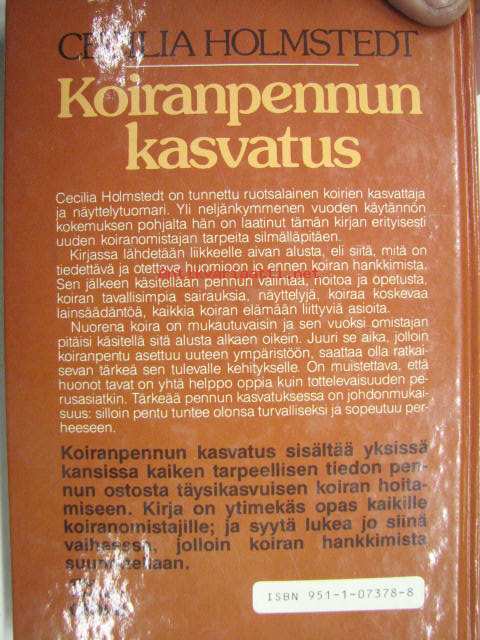 CECILIA HOLMSTEDT
Koiranpennun
kasvatus
Cecilia Holmstedt on tunnettu ruotsalainen koirien kasvattaja
ja näyttelytuomari. Yli neljänkymmenen vuoden käytännön
kokemuksen pohjalta hän on laatinut tämän kirjan erityisesti
uuden koiranomistajan tarpeita silmälläpitäen.
Kirjassa lähdetään liikkeelle aivan alusta, eli siitä, mitä on
tiedettävä ja otettava huomioon jo ennen koiran hankkimista.
Sen jälkeen käsitellään pennun valintaa, hoitoa ja opetusta,
koiran tavallisimpia sairauksia, näyttelyjä, koiraa koskevaa
lainsäädäntöä, kaikkia koiran elämään liittyviä asioita.
Nuorena koira on mukautuvaisin ja sen vuoksi omistajan
pitäisi käsitellä sitä alusta alkaen oikein. Juuri se aika, jolloin
koiranpentu asettuu uuteen ympäristöön, saattaa olla ratkai-
sevan tärkeä sen tulevalle kehitykselle. On muistettava, että
huonot tavat on yhtä helppo oppia kuin tottelevaisuuden pe-
rusasiatkin. Tärkeää pennun kasvatuksessa on johdonmukai-
suus: silloin pentu tuntee olonsa turvalliseksi ja sopeutuu per-
heeseen.
Koiranpennun kasvatus sisältää yksissä
kansissa kaiken tarpeellisen tiedon pen-
nun ostosta täysikasvuisen koiran hoita-
miseen. Kirja on ytimekäs opas kaikille
koiranomistajille; ja syytä lukea jo siinä
vaiheessa, jolloin koiran hankkimista
suunnitellaan.
ISBN 951-1-07378-8